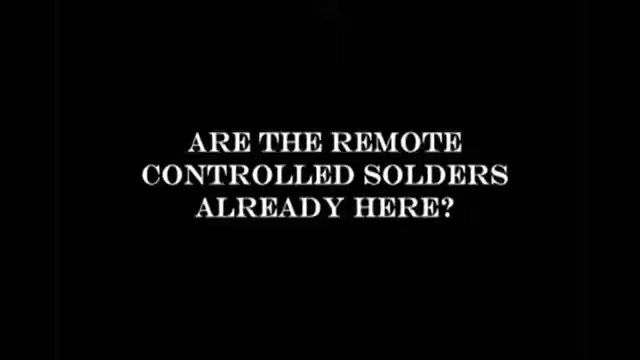 ARE THE REMOTE
CONTROLLED SOLDERS
ALREADY HERE?